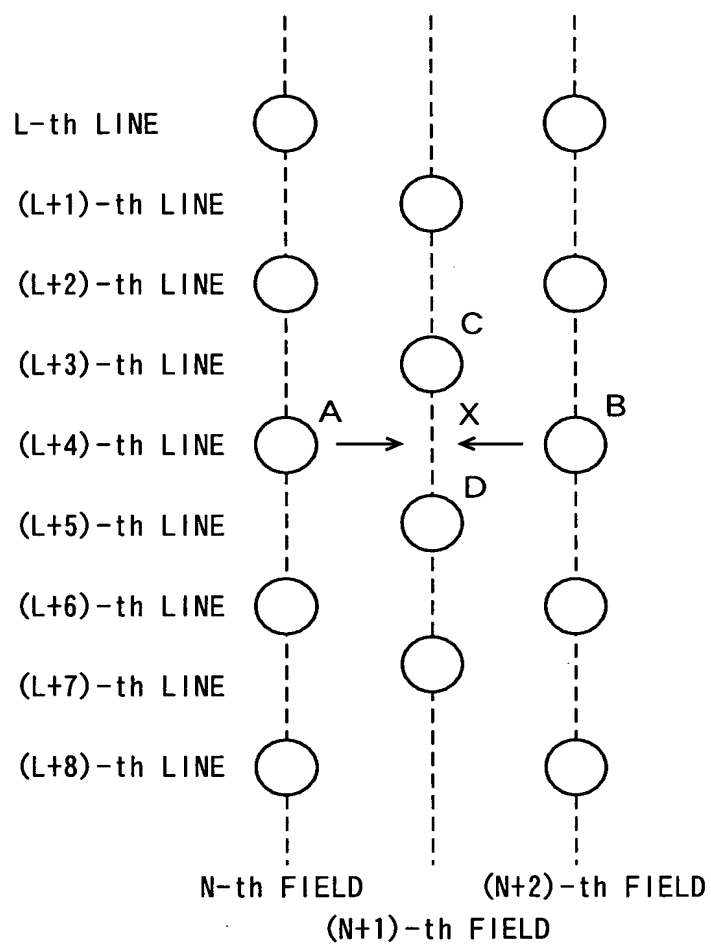 L-th LINE
(L+1)-th LINE
(L+2)-th LINE
C
(L+3)-th LINE
A X B
(L+4)-th LINE
D
(L+5)-th LINE
(L+6)-th LINE
(L+7)-th LINE
(L+8)-th LINE
N-th FIELD (N+2)-th FIELD
(N+1)-th FIELD